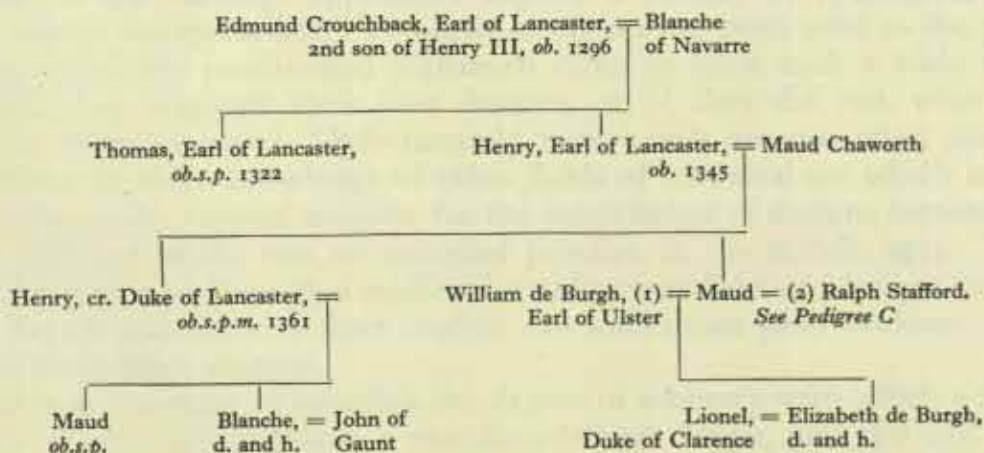 Edmund Crouchback, Earl of Lancaster, = Blanche
2nd son of Henry III, ob. 1296 of Navarre
Thomas, Earl of Lancaster,
ob.s.p. 1322
Henry, Earl of Lancaster, = Maud Chaworth
ob. 1345
Henry, cr. Duke of Lancaster, =
ob.s.p.m. 1361
William de Burgh, (1) = Maud = (2) Ralph Stafford.
Earl of Ulster See Pedigree C
Maud
ob.s.p.
Blanche, = John of
d. and h. Gaunt
Lionel, = Elizabeth de Burgh,
Duke of Clarence d. and h.